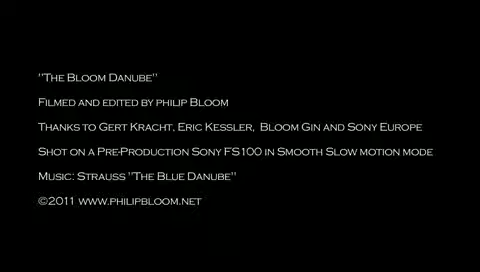 "The Bloom Danube"
Filmed and edited by philip Bloom
Thanks to Gert Kracht, Eric Kessler, Bloom Gin and Sony Europe
Shot on a Pre-Production Sony FS100 in Smooth Slow motion mode
Music: Strauss "The Blue Danube"
©2011 www.philipbloom.net